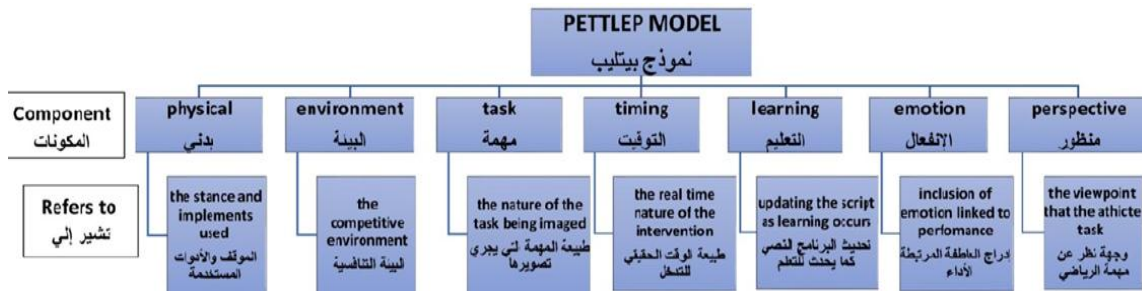 PETTLEP MODEL
نموذج بيتليب
Component
المكونات
physical
بدني
environment
البيئة
task
مهمة
timing
التوقيت
learning
التعليم
emotion
الإنفعال
perspective
منظور
Refers to
تشير إلي
the stance and
implements
used
الموقف والأدوات
المستخدمة
the
competitive
environment
البيئة التنافسية
the nature of the
task being imaged
طبيعة المهمة التي يجري
تصويرها
the real time
nature of the
intervention
طبيعة الوقت الحقيقي
للتدخل
updating the script
as learning occurs
تحديث البرنامج النصي
كما يحدث للتعلم
inclusion of
emotion linked to
perfomance
إدراج العاطفة المرتبطة
الأداء
the viewpoint
that the athicte
task
وجهة نظر عن
مهمة الرياضي